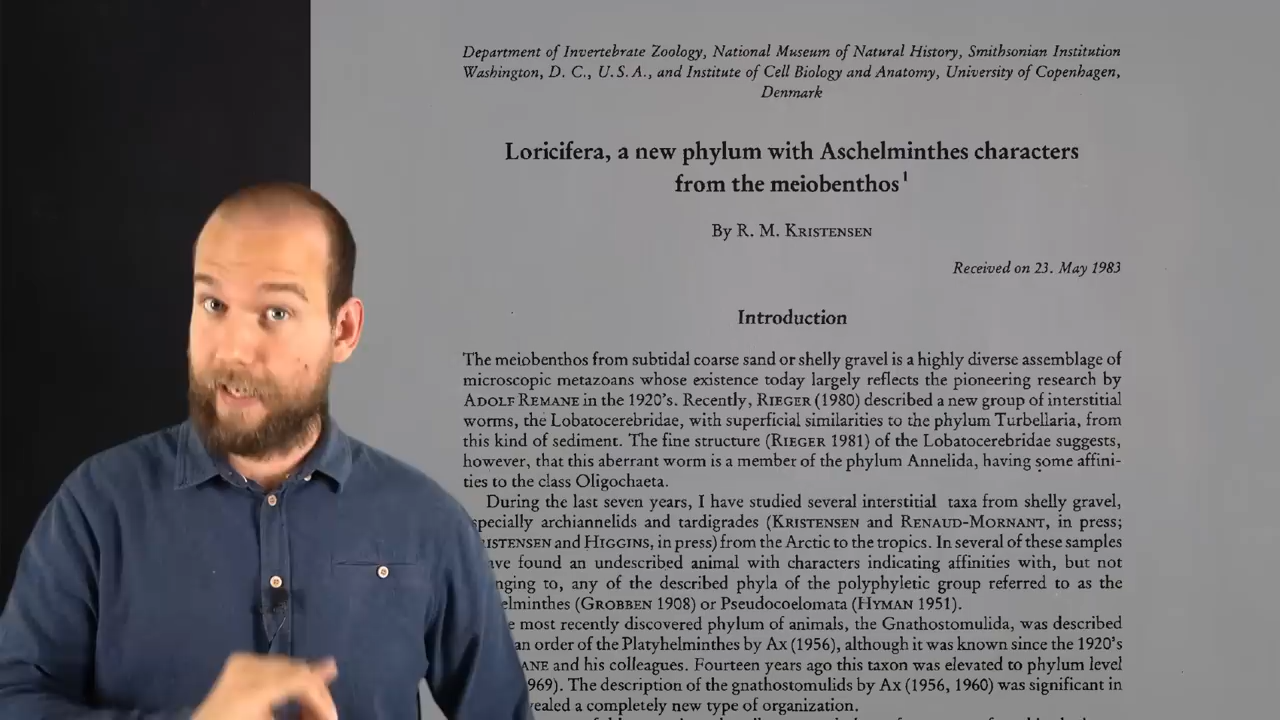 Department of Invertebrate Zoology, National Museum of Natural History, Smithsonian Institution
Washington, D. C., U. S. A., and Institute of Cell Biology and Anatomy, University of Copenhagen,
Denmark
Loricifera, a new phylum with Aschelminthes characters
from the meiobenthos¹
By R. M. KRISTENSEN
Received on 23. May 1983
Introduction
The meiobenthos from subtidal coarse sand or shelly gravel is a highly diverse assemblage of
microscopic metazoans whose existence today largely reflects the pioneering research by
ADOLF REMANE in the 1920's. Recently, RIEGER (1980) described a new group of interstitial
worms, the Lobatocerebridae, with superficial similarities to the phylum Turbellaria, from
this kind of sediment. The fine structure (RIEGER 1981) of the Lobatocerebridae suggests,
however, that this aberrant worm is a member of the phylum Annelida, having some affini-
ties to the class Oligochaeta.
During the last seven years, I have studied several interstitial taxa from shelly gravel,
specially archiannelids and tardigrades (KRISTENSEN and RENAUD-MORNANT, in press;
ISTENSEN and HIGGINS, in press) from the Arctic to the tropics. In several of these samples
ve found an undescribed animal with characters indicating affinities with, but not
nging to, any of the described phyla of the polyphyletic group referred to as the
elminthes (GROBBEN 1908) or Pseudocoelomata (HYMAN 1951).
e most recently discovered phylum of animals, the Gnathostomulida, was described
an order of the Platyhelminthes by Ax (1956), although it was known since the 1920's
ANE and his colleagues. Fourteen years ago this taxon was elevated to phylum level
969). The description of the gnathostomulids by Ax (1956, 1960) was significant in
vealed a completely new type of organization.